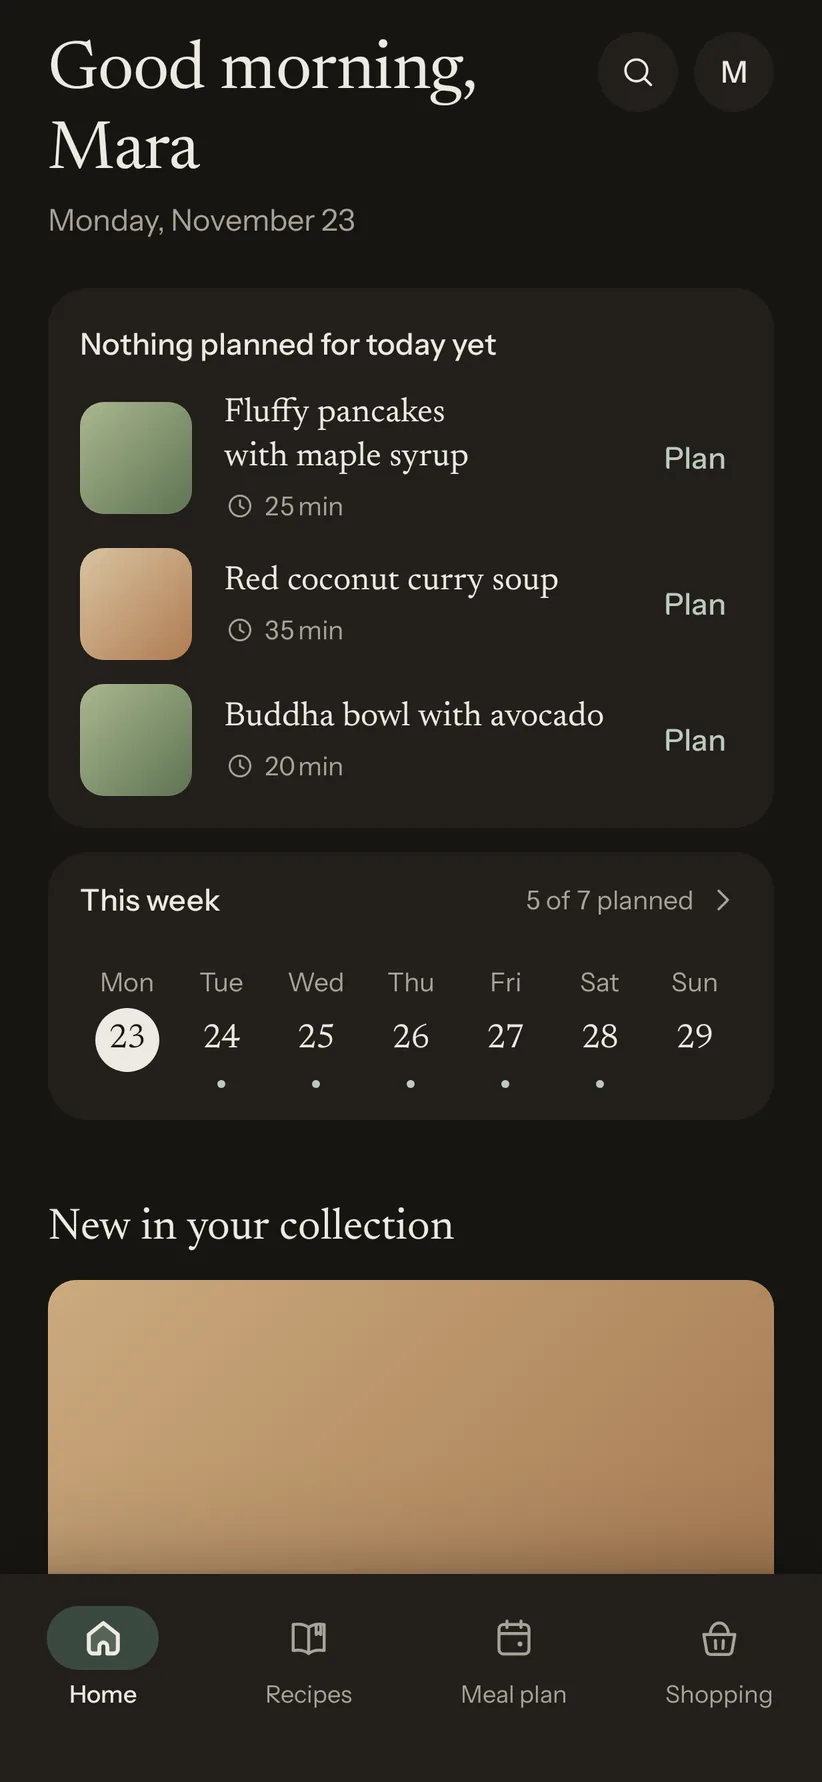 Good morning,
Mara
M
Monday, November 23
Nothing planned for today yet
Fluffy pancakes
with maple syrup
25 min
Plan
Red coconut curry soup
35 min
Plan
Buddha bowl with avocado
20 min
Plan
This week
5 of 7 planned
Mon Tue Wed Thu Fri Sat Sun
23 24 25 26 27 28 29
New in your collection
Home Recipes Meal plan Shopping